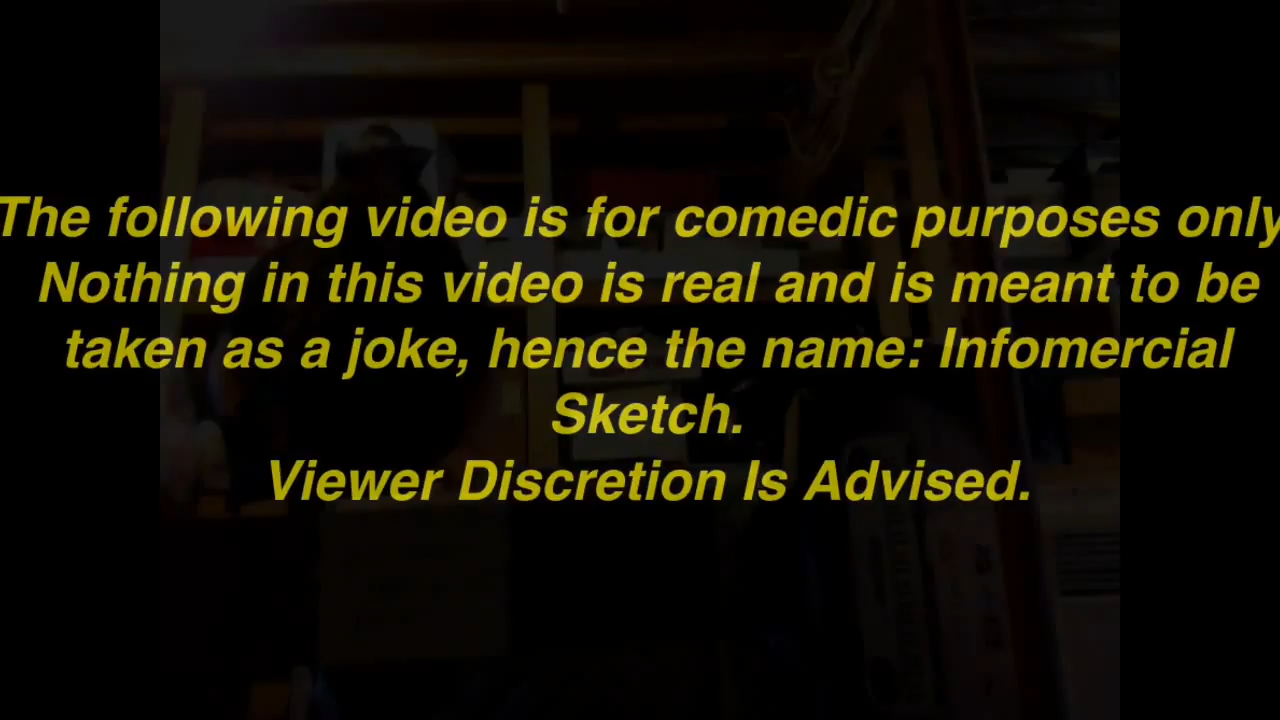 The following video is for comedic purposes only
Nothing in this video is real and is meant to be
taken as a joke, hence the name: Infomercial
Sketch.
Viewer Discretion Is Advised.